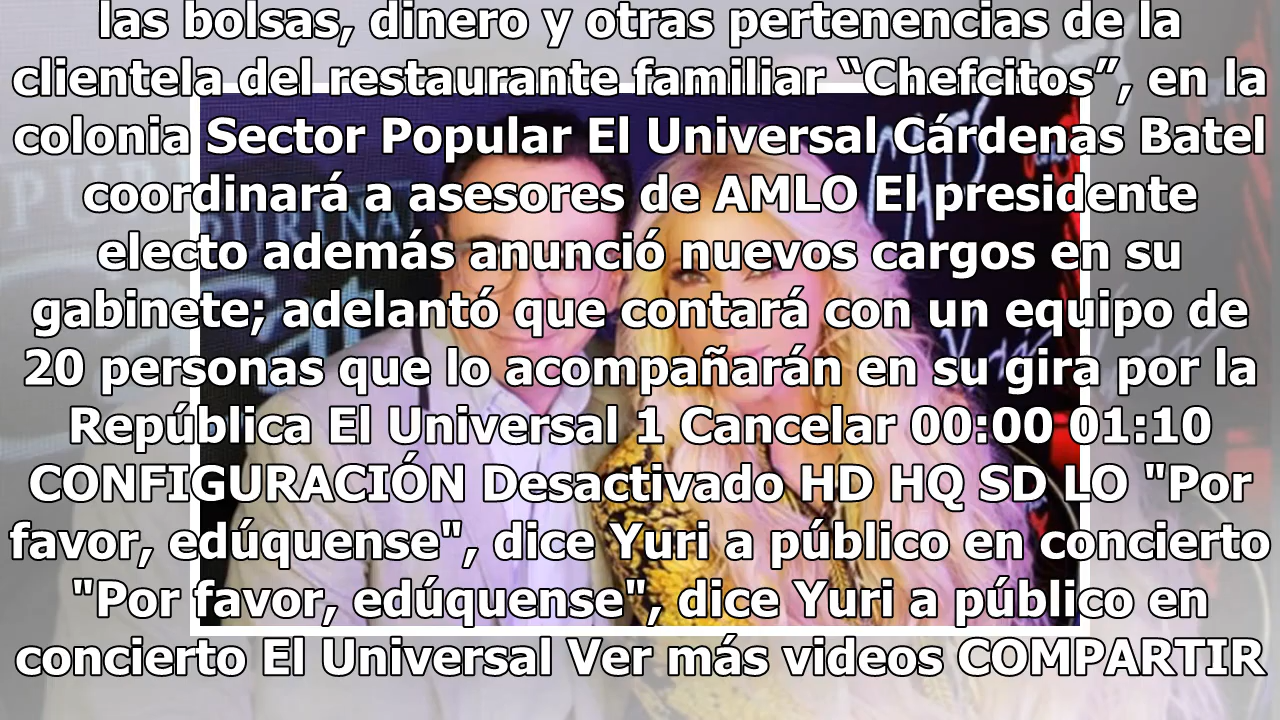 las bolsas, dinero y otras pertenencias de la
clientela del restaurante familiar “Chefcitos”, en la
colonia Sector Popular El Universal Cárdenas Batel
coordinará a asesores de AMLO El presidente
electo además anunció nuevos cargos en su
gabinete; adelantó que contará con un equipo de
20 personas que lo acompañarán en su gira por la
República El Universal 1 Cancelar 00:00 01:10
CONFIGURACIÓN Desactivado HD HQ SD LO "Por
favor, edúquense", dice Yuri a público en concierto
"Por favor, edúquense", dice Yuri a público en
concierto El Universal Ver más videos COMPARTIR
PURINA